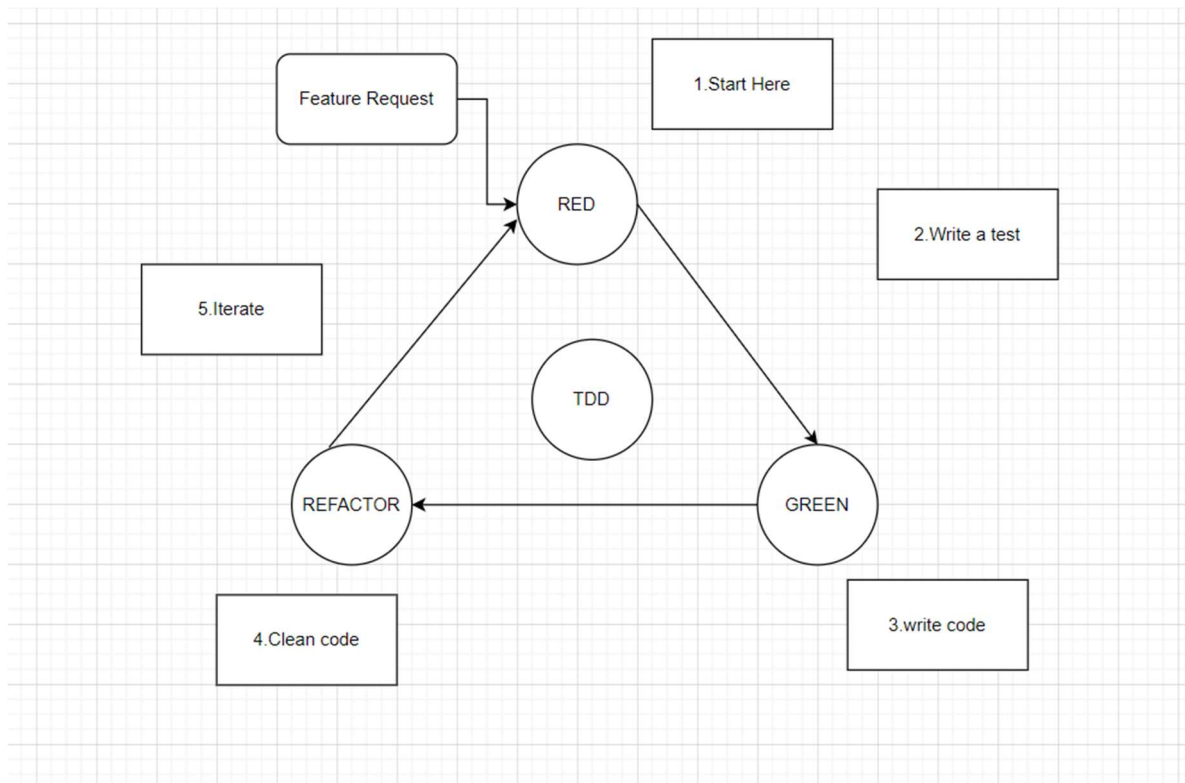 1.Start Here
Feature Request
RED
2.Write a test
5.Iterate
TDD
REFACTOR
GREEN
3.write code
4.Clean code